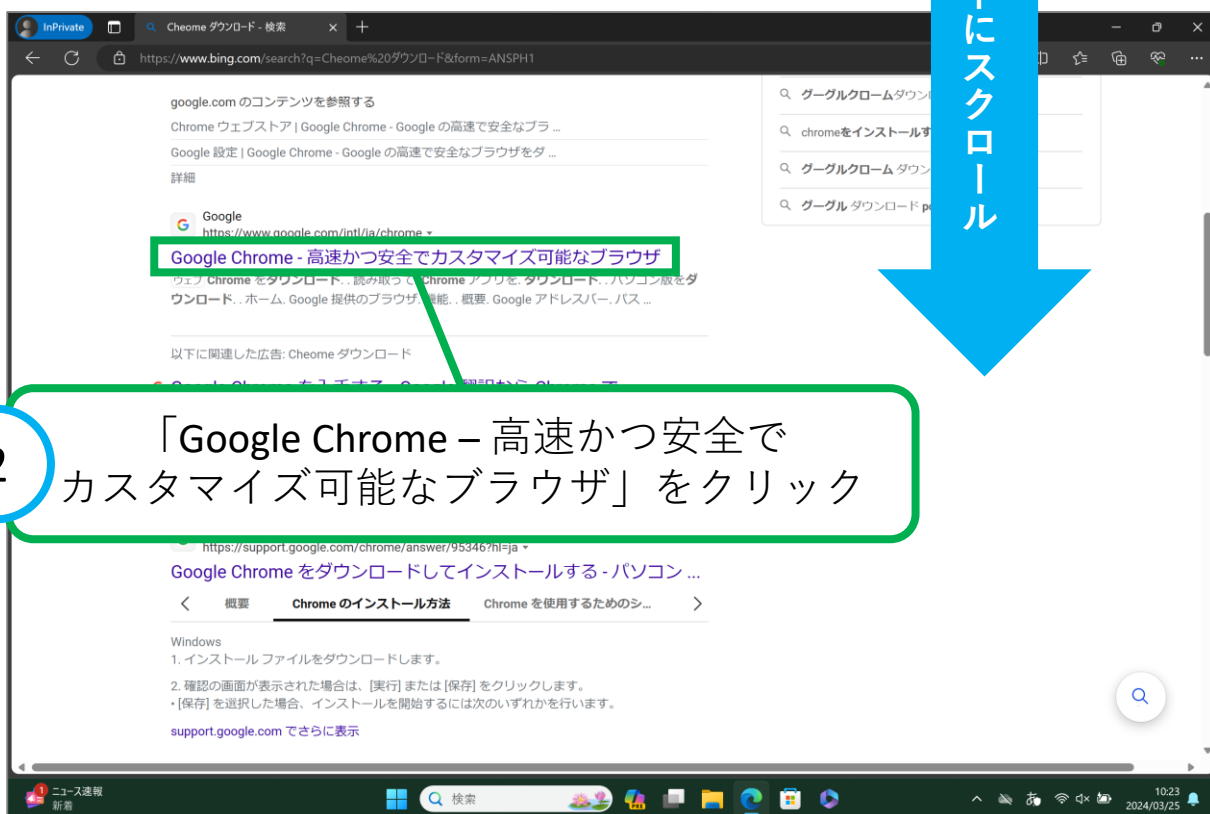 InPrivate
Cheome ダウンロード - 検索
https://www.bing.com/search?q=Cheome%20ダウンロード&form=ANSPH1
にスクロール
google.com のコンテンツを参照する
Chrome ウェブストア | Google Chrome - Google の高速で安全なブラ ...
Google 設定 | Google Chrome - Google の高速で安全なブラウザをダ ...
詳細
グーグルクロームダウン
chromeをインストールす
グーグルクローム ダウン
グーグル ダウンロード
Google
https://www.google.com/intl/ja/chrome
Google Chrome - 高速かつ安全でカスタマイズ可能なブラウザ
ウェブ Chrome をダウンロード. . 読み取って Chrome アプリを. ダウンロード. . パソコン版をダ
ウンロード. . ホーム. Google 提供のブラウザ. 機能. . 概要. Google アドレスバー. パス ...
以下に関連した広告: Cheome ダウンロード
2
「Google Chrome – 高速かつ安全で
カスタマイズ可能なブラウザ」をクリック
https://support.google.com/chrome/answer/95346?hl=ja
Google Chrome をダウンロードしてインストールする - パソコン ...
概要 Chrome のインストール方法 Chrome を使用するためのシ...
Windows
1. インストール ファイルをダウンロードします。
2. 確認の画面が表示された場合は、[実行] または [保存] をクリックします。
• [保存] を選択した場合、インストールを開始するには次のいずれかを行います。
support.google.com でさらに表示
1
ニュース速報
新着
検索
PRE
あ
10:23
2024/03/25